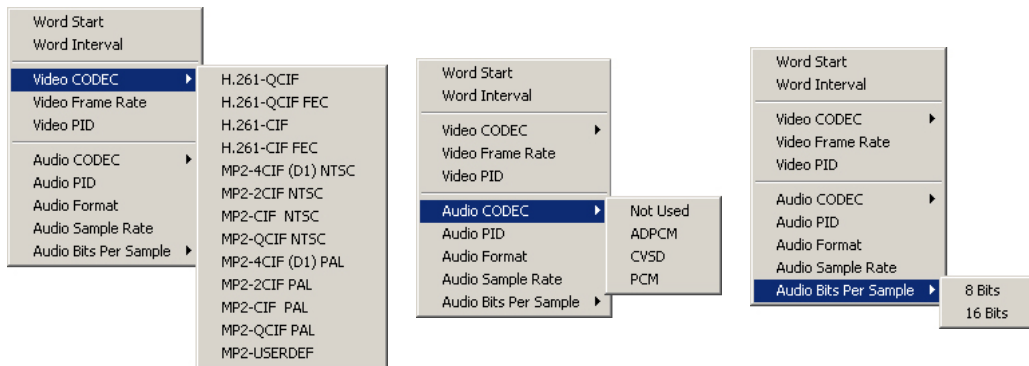 Word Start
Word Interval
Video CODEC
Video Frame Rate
Video PID
Audio CODEC
Audio PID
Audio Format
Audio Sample Rate
Audio Bits Per Sample
H.261-QCIF
H.261-QCIF FEC
H.261-CIF
H.261-CIF FEC
MP2-4CIF (D1) NTSC
MP2-2CIF NTSC
MP2-CIF  NTSC
MP2-QCIF NTSC
MP2-4CIF (D1) PAL
MP2-2CIF PAL
MP2-CIF  PAL
MP2-QCIF PAL
MP2-USERDEF
Word Start
Word Interval
Video CODEC
Video Frame Rate
Video PID
Audio CODEC
Audio PID
Audio Format
Audio Sample Rate
Audio Bits Per Sample
Not Used
ADPCM
CVSD
PCM
Word Start
Word Interval
Video CODEC
Video Frame Rate
Video PID
Audio CODEC
Audio PID
Audio Format
Audio Sample Rate
Audio Bits Per Sample
8 Bits
16 Bits